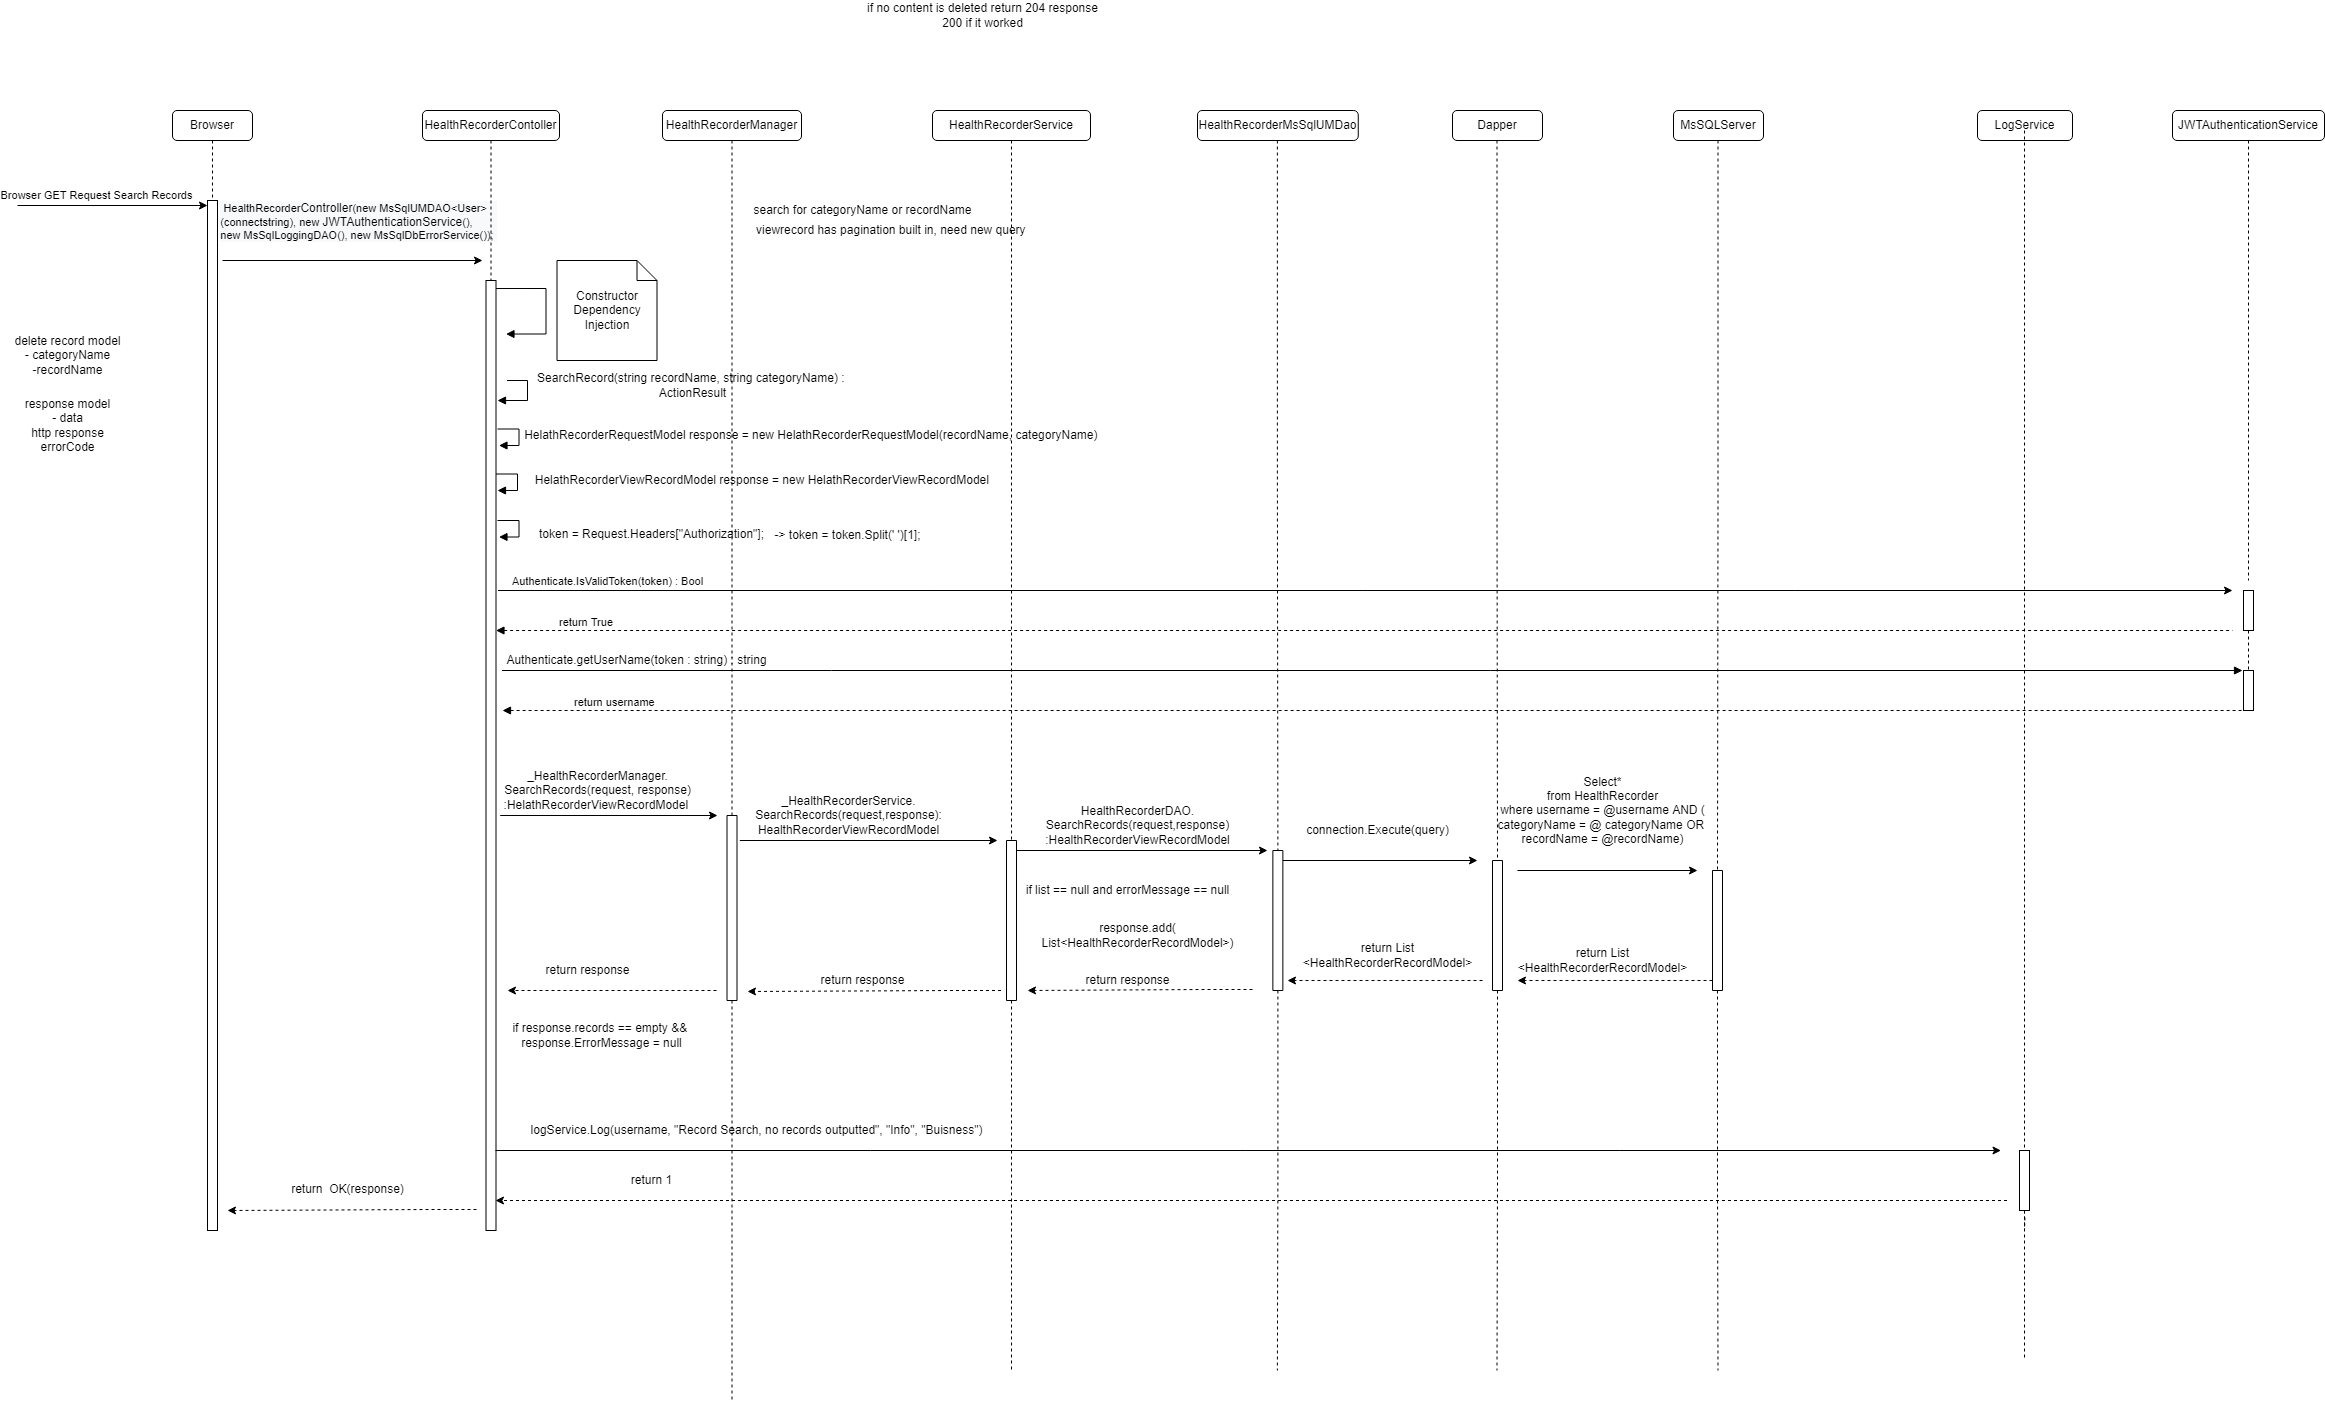 if no content is deleted return 204 response
200 if it worked
Browser
HealthRecorderContoller
HealthRecorderManager
HealthRecorderService
HealthRecorderMsSqlUMDao
Dapper
MsSQLServer
LogService
JWTAuthenticationService
Browser GET Request Search Records
HealthRecorderController(new MsSqlUMDAO<User>
(connectstring), new JWTAuthenticationService(),
new MsSqlLoggingDAO(), new MsSqlDbErrorService());
search for categoryName or recordName
viewrecord has pagination built in, need new query
Constructor
Dependency
Injection
delete record model
- categoryName
-recordName
response model
- data
http response
errorCode
SearchRecord(string recordName, string categoryName) :
ActionResult
HelathRecorderRequestModel response = new HelathRecorderRequestModel(recordName, categoryName)
HelathRecorderViewRecordModel response = new HelathRecorderViewRecordModel
token = Request.Headers["Authorization"];   -> token = token.Split(' ')[1];
Authenticate.IsValidToken(token) : Bool
return True
Authenticate.getUserName(token : string) : string
return username
_HealthRecorderManager.
SearchRecords(request, response)
:HelathRecorderViewRecordModel
_HealthRecorderService.
SearchRecords(request,response):
HealthRecorderViewRecordModel
HealthRecorderDAO.
SearchRecords(request,response)
:HealthRecorderViewRecordModel
connection.Execute(query)
Select*
from HealthRecorder
where username = @username AND (
categoryName = @ categoryName OR
recordName = @recordName)
if list == null and errorMessage == null
response.add(
List<HealthRecorderRecordModel>)
return List
<HealthRecorderRecordModel>
return List
<HealthRecorderRecordModel>
return response
return response
return response
if response.records == empty &&
response.ErrorMessage = null
logService.Log(username, "Record Search, no records outputted", "Info", "Buisness")
return 1
return  OK(response)